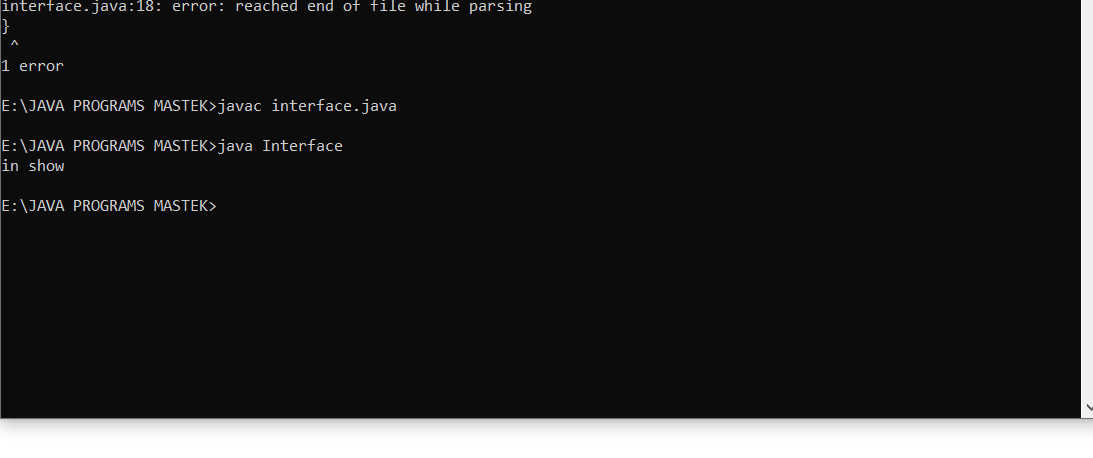 interface.java:18: error: reached end of file while parsing
}
 ^
1 error
E:\JAVA PROGRAMS MASTEK>javac interface.java
E:\JAVA PROGRAMS MASTEK>java Interface
in show
E:\JAVA PROGRAMS MASTEK>